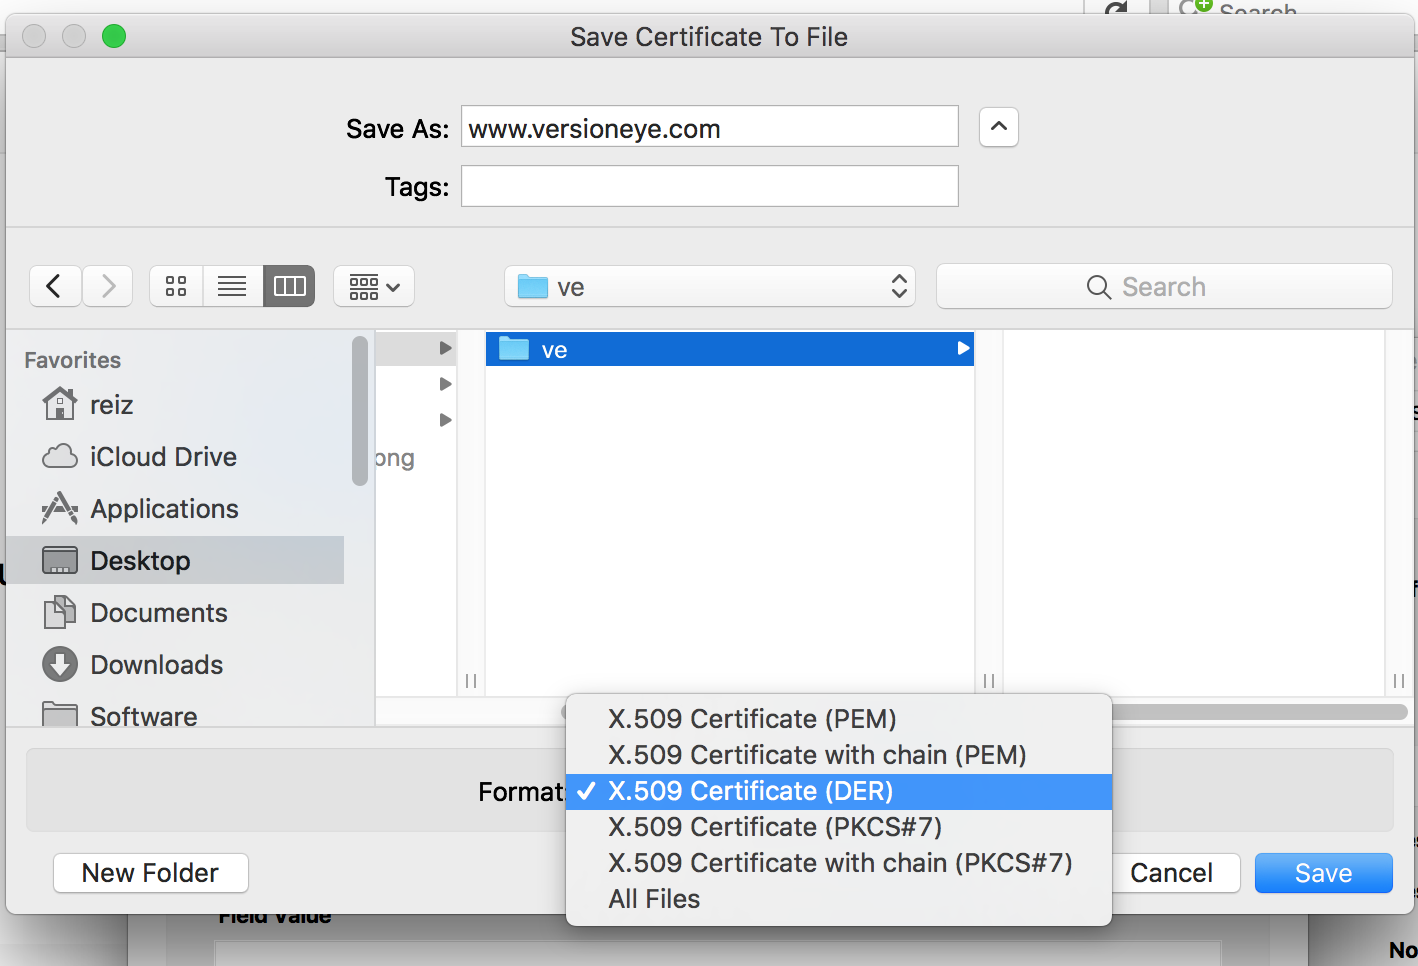 Search
Save Certificate To File
Save As: www.versioneye.com
Tags:
ve
Search
Favorites
reiz
iCloud Drive
Applications
Desktop
Documents
Downloads
Software
ve
X.509 Certificate (PEM)
X.509 Certificate with chain (PEM)
Format: ✓ X.509 Certificate (DER)
X.509 Certificate (PKCS#7)
X.509 Certificate with chain (PKCS#7)
All Files
New Folder
Cancel
Save
Field Value